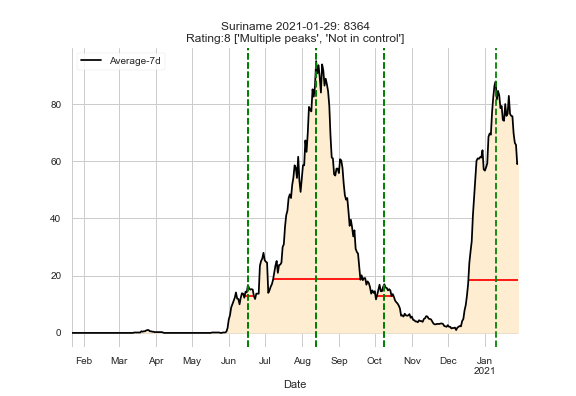 Suriname 2021-01-29: 8364
Rating:8 ['Multiple peaks', 'Not in control']
Average-7d
80
60
40
20
0
Feb Mar Apr May Jun Jul Aug Sep Oct Nov Dec Jan
2021
Date